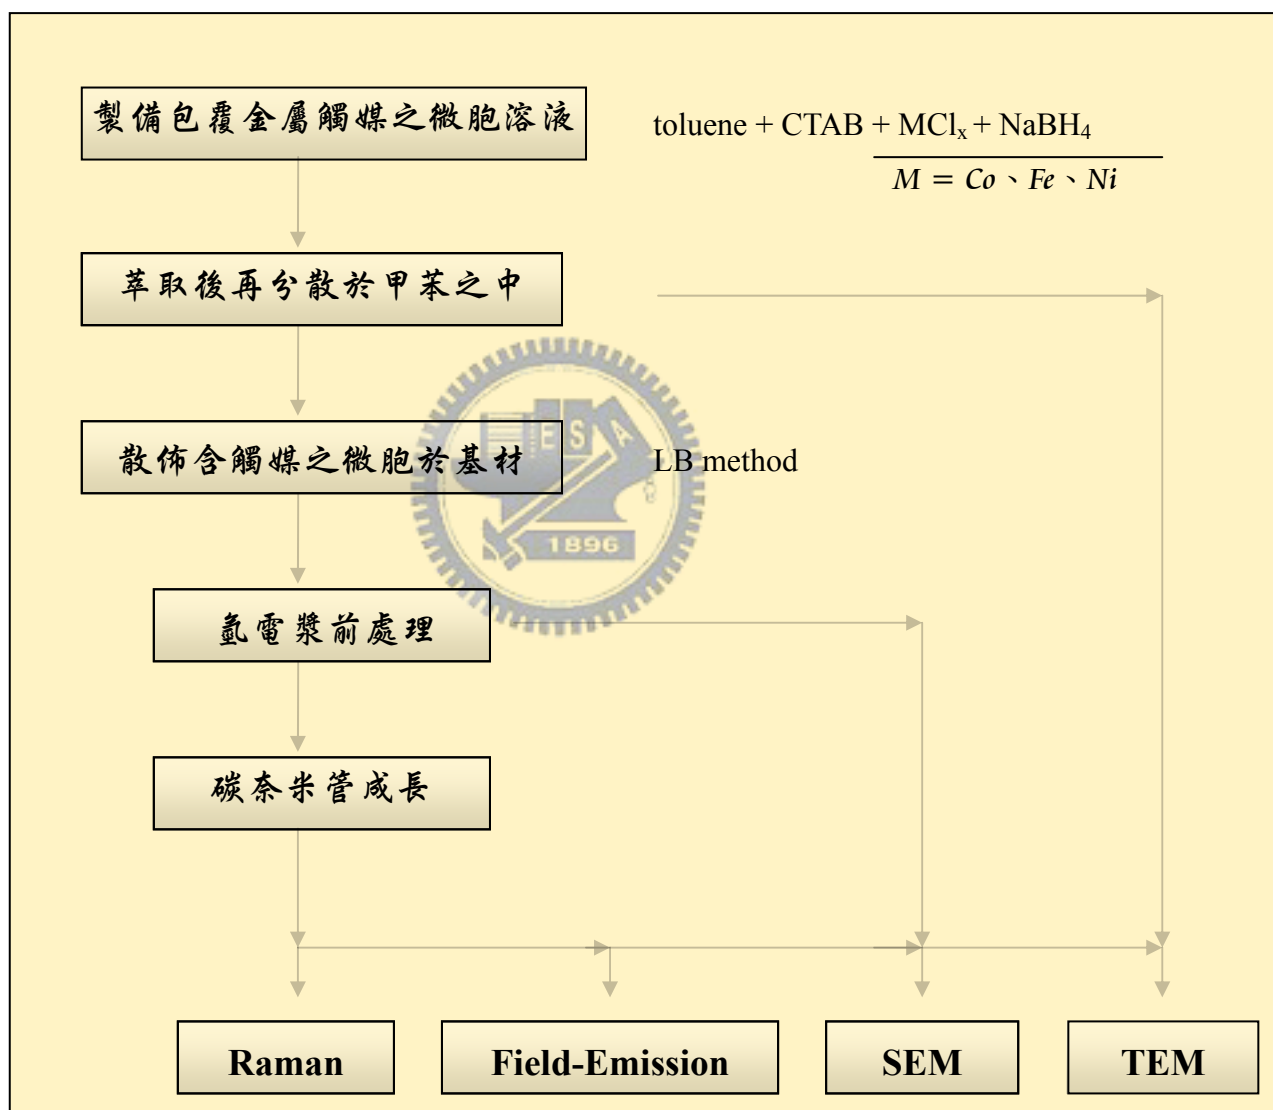 製備包覆金屬觸媒之微胞溶液
toluene + CTAB + MClx + NaBH4
M = Co、Fe、Ni
萃取後再分散於甲苯之中
散佈含觸媒之微胞於基材
LB method
ESA
1896
氫電漿前處理
碳奈米管成長
Raman
Field-Emission
SEM
TEM